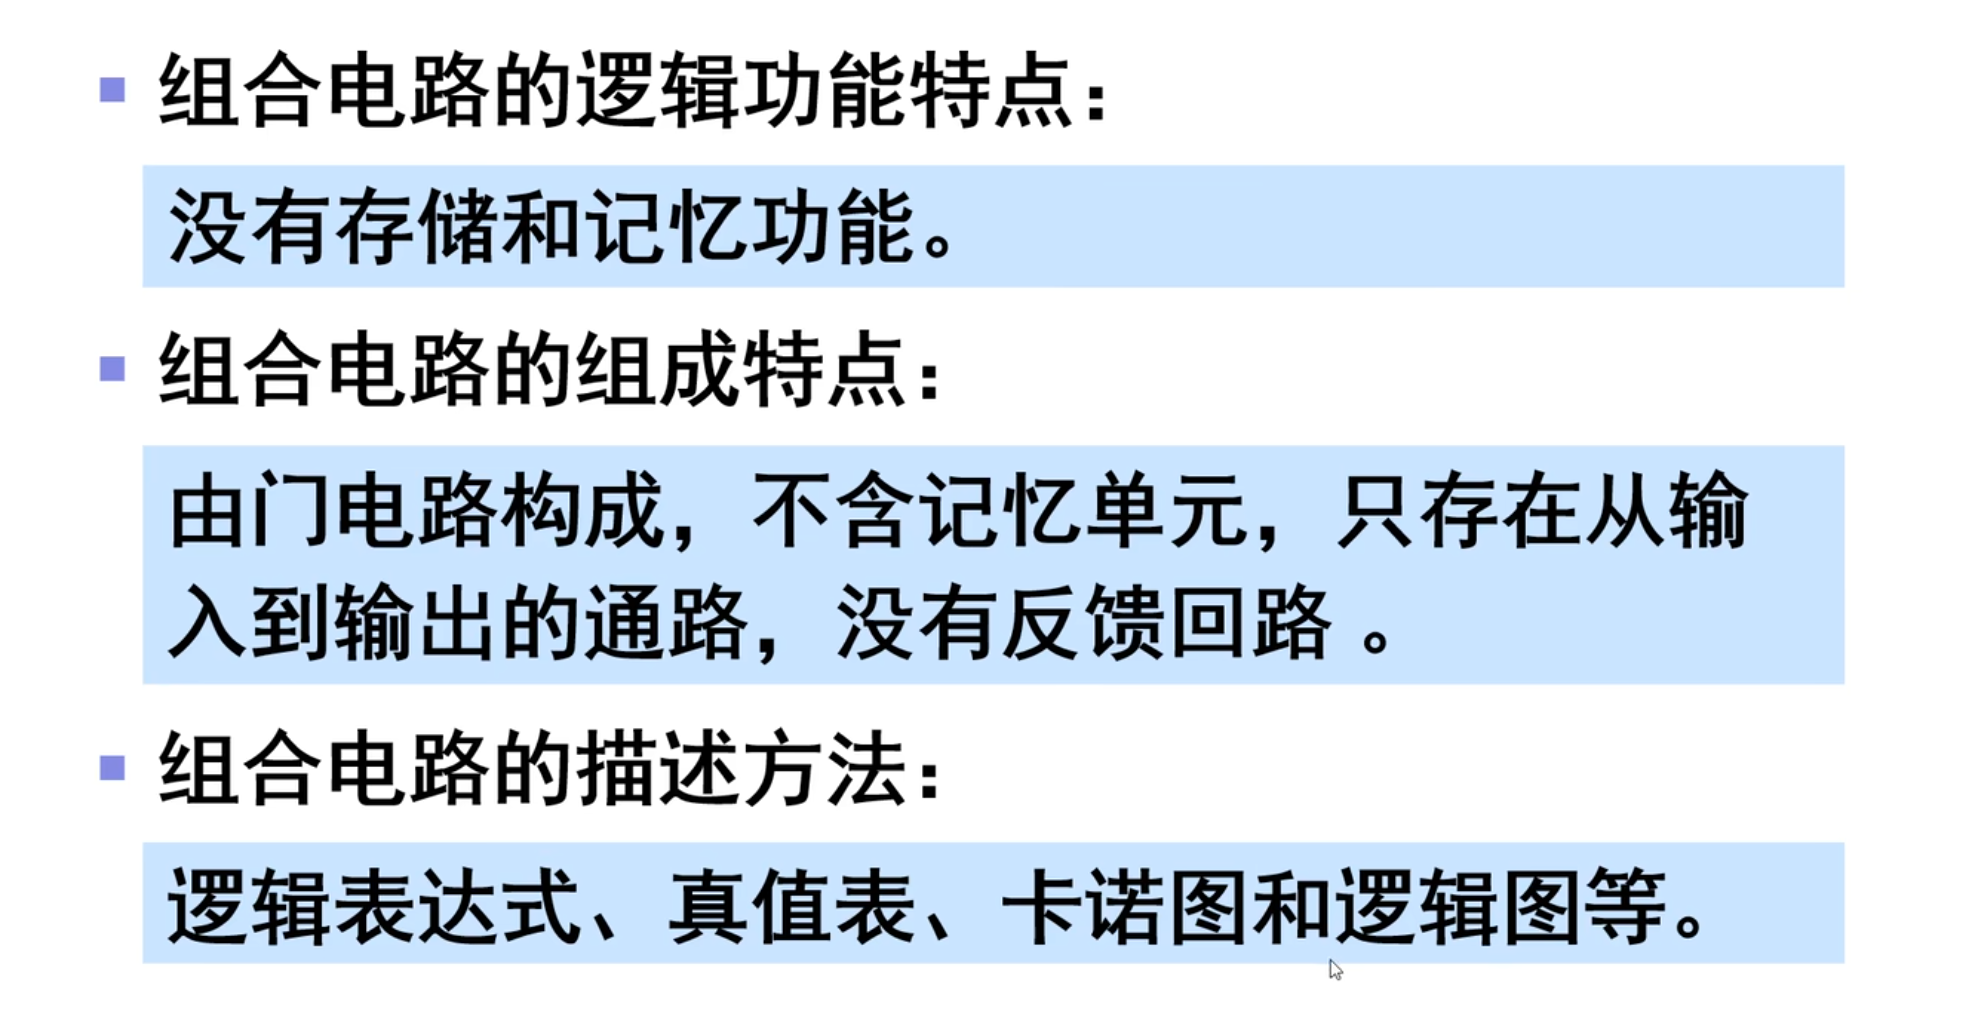 组合电路的逻辑功能特点：
没有存储和记忆功能。
组合电路的组成特点：
由门电路构成，不含记忆单元，只存在从输
入到输出的通路，没有反馈回路 。
组合电路的描述方法：
逻辑表达式、真值表、卡诺图和逻辑图等。